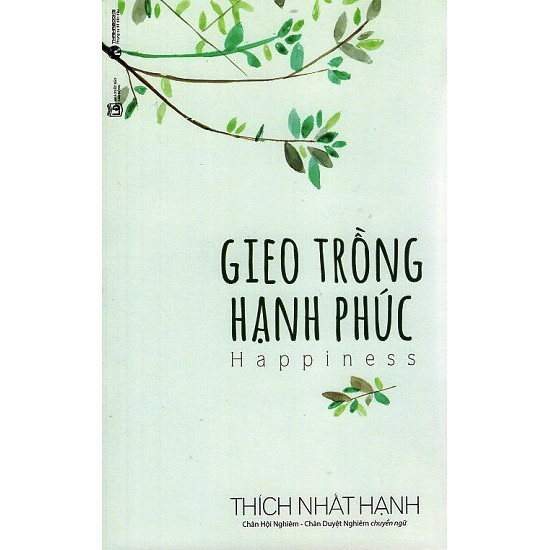 GIEO TRỒNG
HẠNH PHÚC
Happiness
THÍCH NHẤT HẠNH
Chân Hội Nghiêm - Chân Duyệt Nghiêm chuyển ngữ